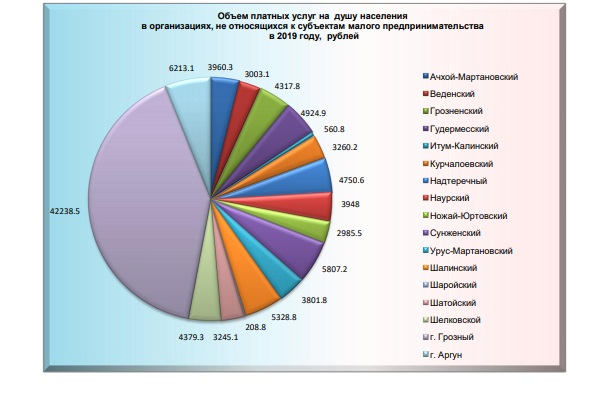 Объем платных услуг на душу населения
в организациях, не относящихся к субъектам малого предпринимательства
в 2019 году, рублей
6213.1
3960.3
3003.1
4317.8
4924.9
560.8
3260.2
4750.6
3948
2985.5
5807.2
3801.8
5328.8
208.8
3245.1
4379.3
42238.5
Ачхой-Мартановский
Веденский
Грозненский
Гудермесский
Итум-Калинский
Курчалоевский
Надтеречный
Наурский
Ножай-Юртовский
Сунженский
Урус-Мартановский
Шалинский
Шаройский
Шатойский
Шелковской
г. Грозный
г. Аргун